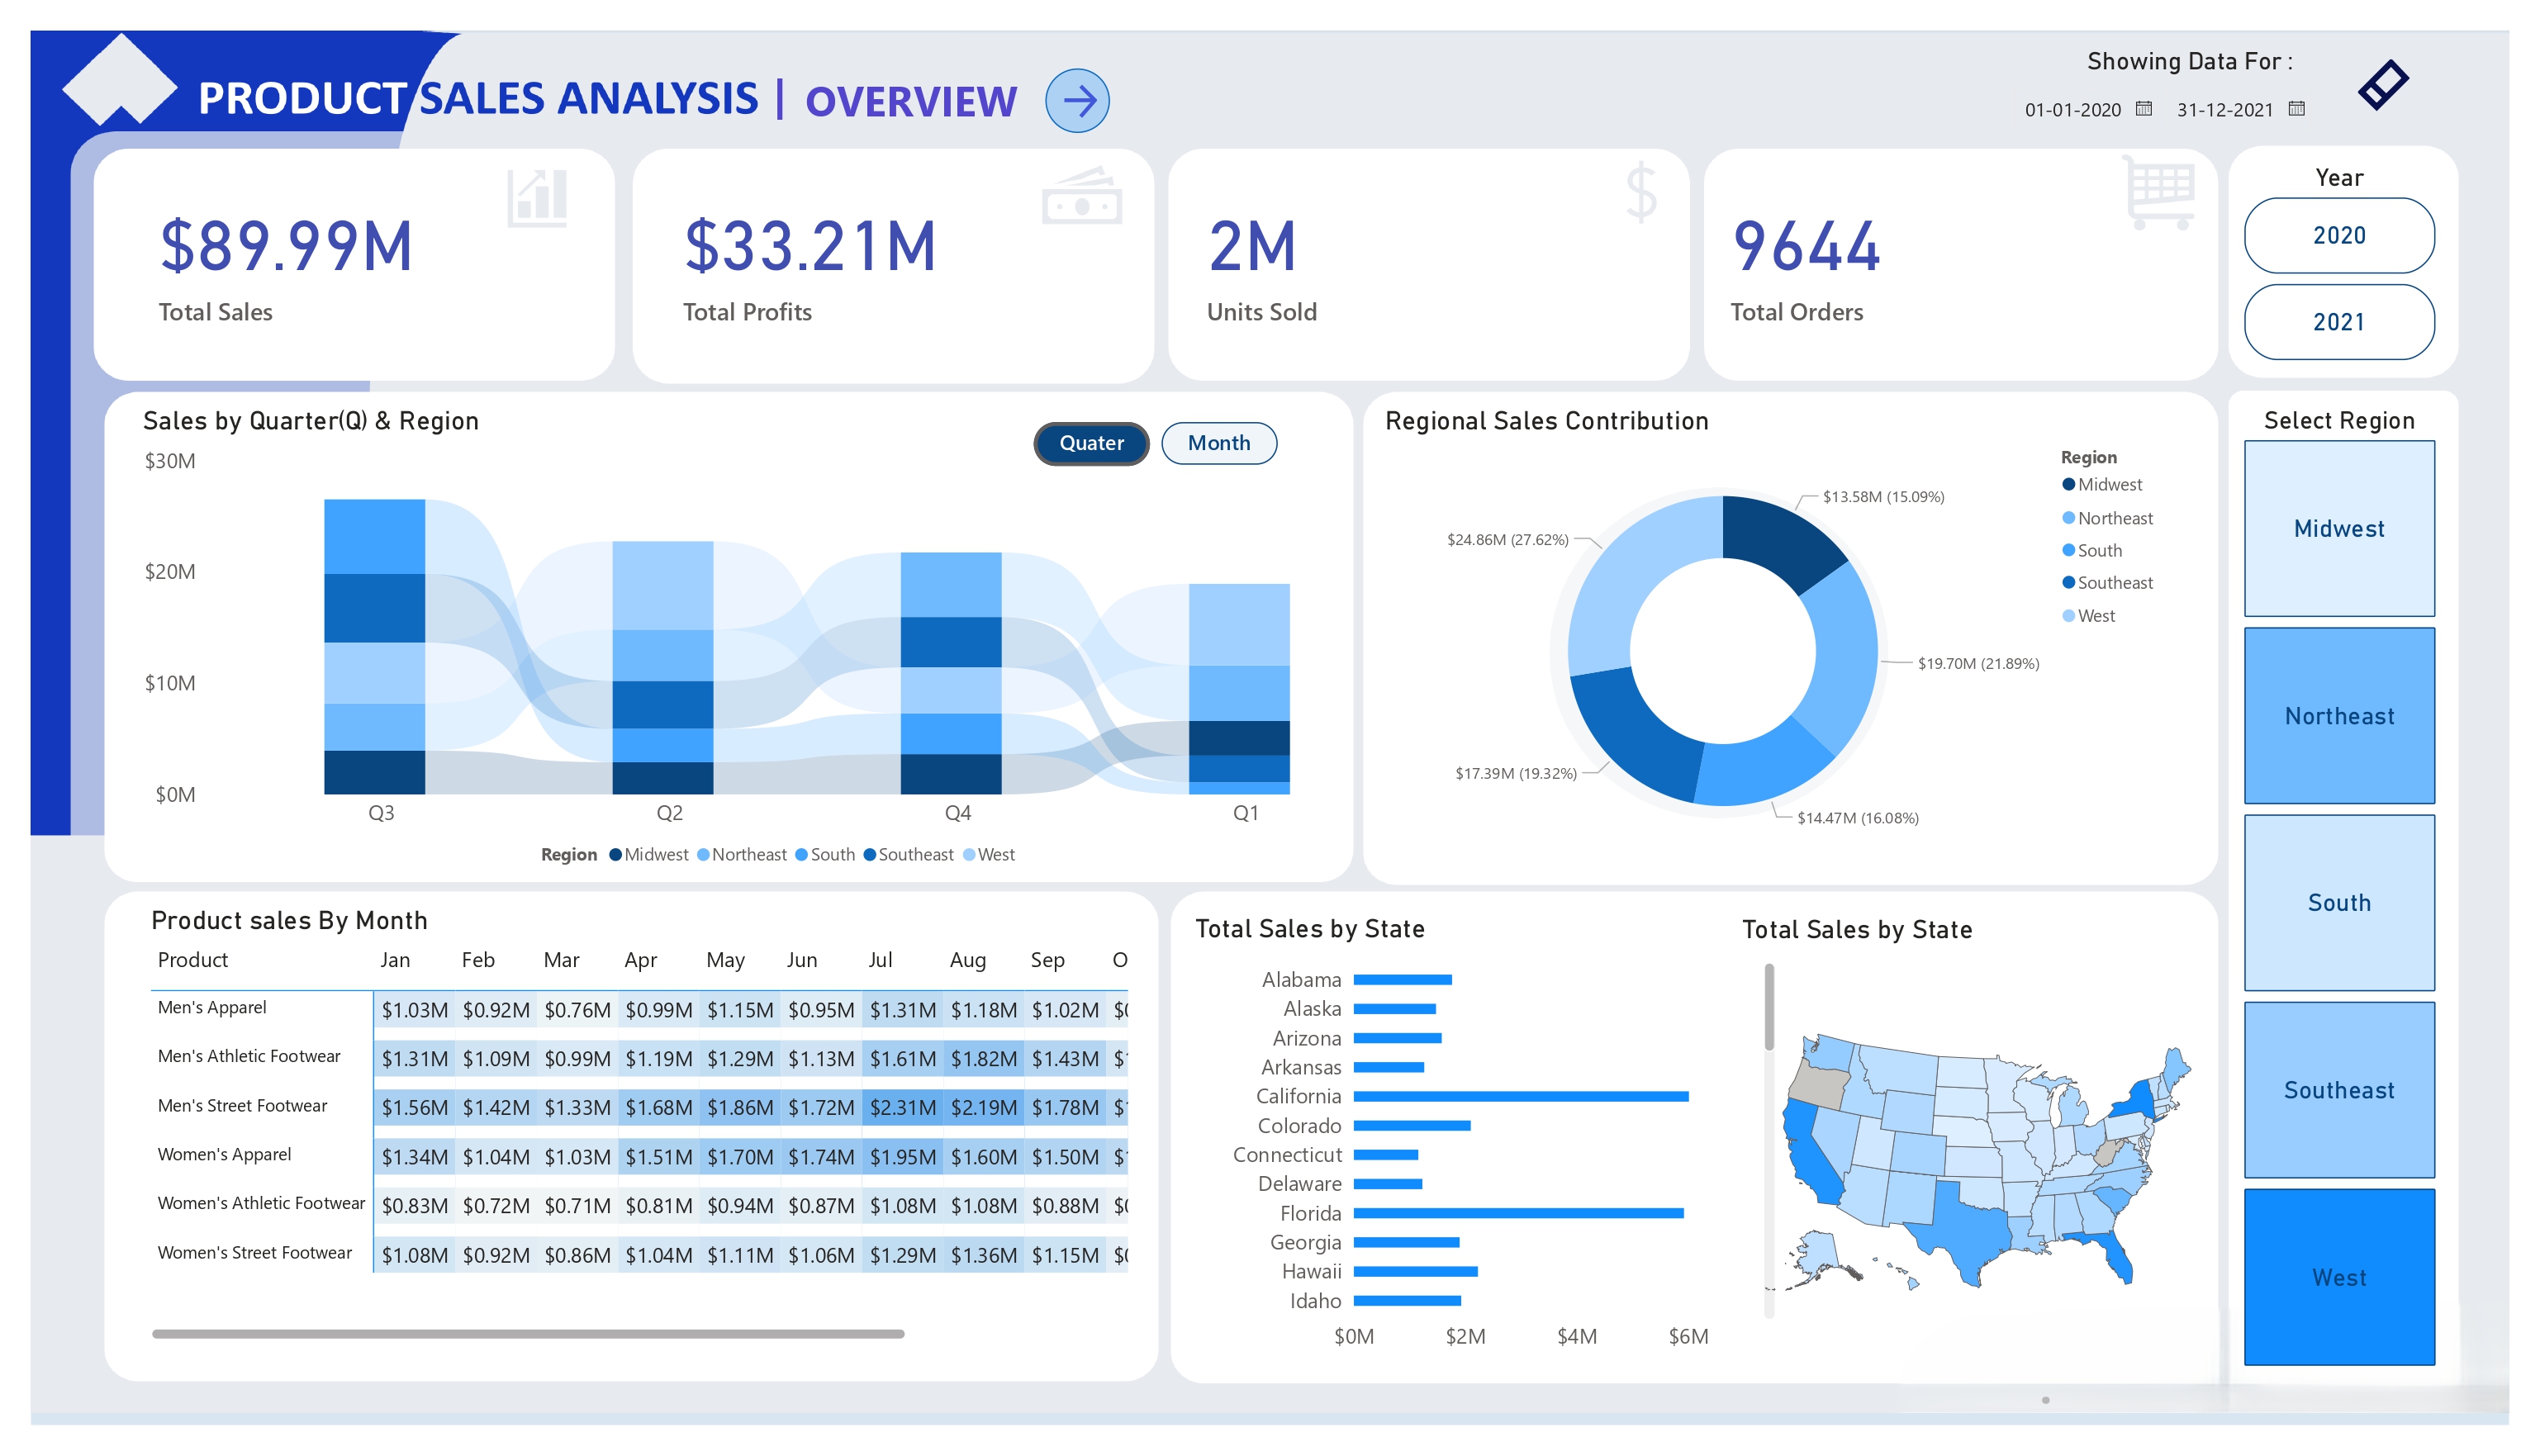 PRODUCT SALES ANALYSIS | OVERVIEW
Showing Data For :
01-01-2020 31-12-2021
$89.99M
Total Sales
$33.21M
Total Profits
2M
Units Sold
9644
Total Orders
Year
2020
2021
Sales by Quarter(Q) & Region
Quater Month
$30M
$20M
$10M
$0M
Q3 Q2 Q4 Q1
Region Midwest Northeast South Southeast West
Regional Sales Contribution
$13.58M (15.09%)
$24.86M (27.62%)
$19.70M (21.89%)
$17.39M (19.32%)
$14.47M (16.08%)
Region
Midwest
Northeast
South
Southeast
West
Select Region
Midwest
Northeast
South
Southeast
West
Product sales By Month
Product Jan Feb Mar Apr May Jun Jul Aug Sep O
Men's Apparel $1.03M $0.92M $0.76M $0.99M $1.15M $0.95M $1.31M $1.18M $1.02M
Men's Athletic Footwear $1.31M $1.09M $0.99M $1.19M $1.29M $1.13M $1.61M $1.82M $1.43M
Men's Street Footwear $1.56M $1.42M $1.33M $1.68M $1.86M $1.72M $2.31M $2.19M $1.78M
Women's Apparel $1.34M $1.04M $1.03M $1.51M $1.70M $1.74M $1.95M $1.60M $1.50M
Women's Athletic Footwear $0.83M $0.72M $0.71M $0.81M $0.94M $0.87M $1.08M $1.08M $0.88M
Women's Street Footwear $1.08M $0.92M $0.86M $1.04M $1.11M $1.06M $1.29M $1.36M $1.15M
Total Sales by State
Alabama
Alaska
Arizona
Arkansas
California
Colorado
Connecticut
Delaware
Florida
Georgia
Hawaii
Idaho
$0M $2M $4M $6M
Total Sales by State